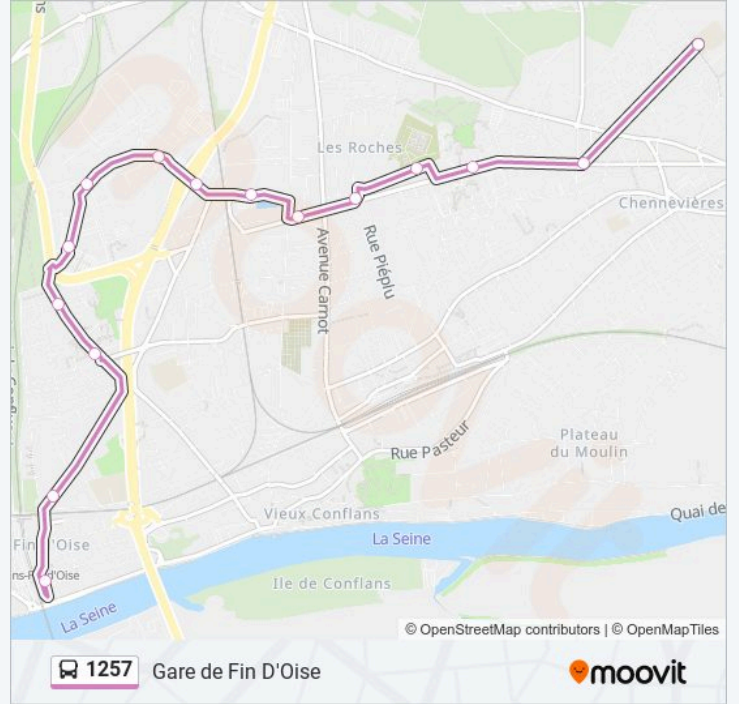 Les Roches
Chennevières
Avenue Carnot
Rue Piéplu
Rue Pasteur
Plateau
du Moulin
Vieux Conflans
Quai de
La Seine
Fin d'Oise
Ile de Conflans
La Seine
© OpenStreetMap contributors | © OpenMapTiles
1257 Gare de Fin D'Oise
moovit